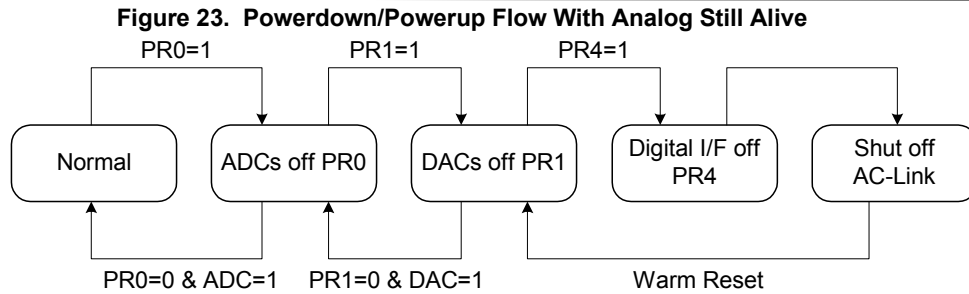 Figure 23. Powerdown/Powerup Flow With Analog Still Alive
PR0=1
PR1=1
PR4=1
Normal
ADCs off PR0
DACs off PR1
Digital I/F off
PR4
Shut off
AC-Link
PR0=0 & ADC=1
PR1=0 & DAC=1
Warm Reset